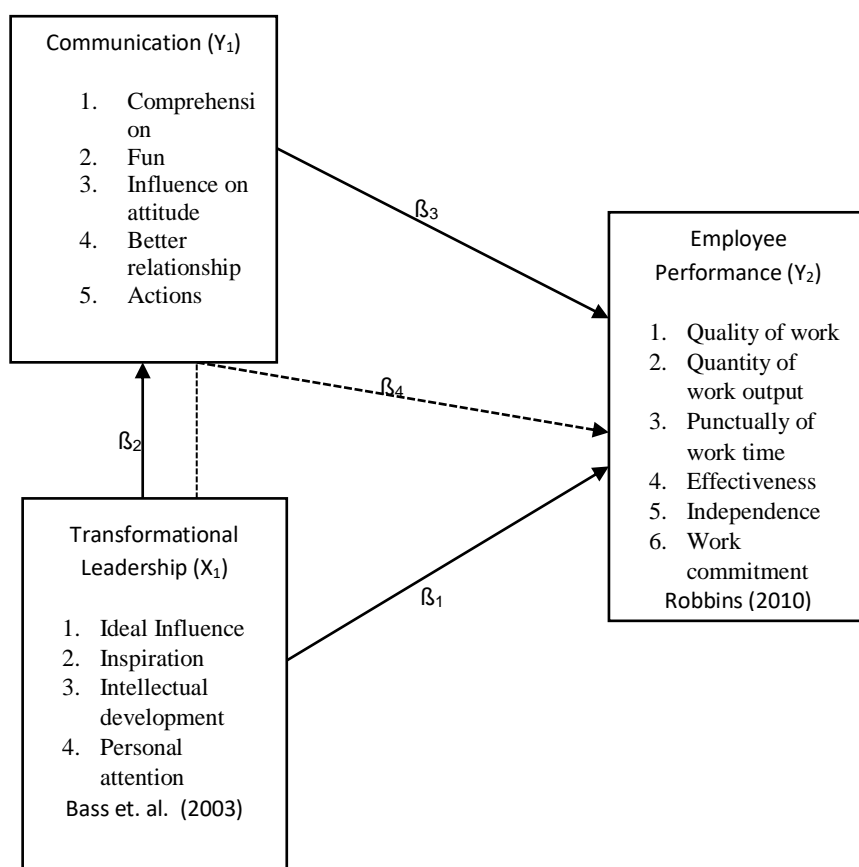 Communication (Y₁)
1. Comprehensi
on
2. Fun
3. Influence on
attitude
4. Better
relationship
5. Actions
ß₃
Employee
Performance (Y₂)
1. Quality of work
2. Quantity of
work output
3. Punctually of
work time
4. Effectiveness
5. Independence
6. Work
commitment
Robbins (2010)
ß₄
ß₂
Transformational
Leadership (X₁)
1. Ideal Influence
2. Inspiration
3. Intellectual
development
4. Personal
attention
Bass et. al. (2003)
ß₁